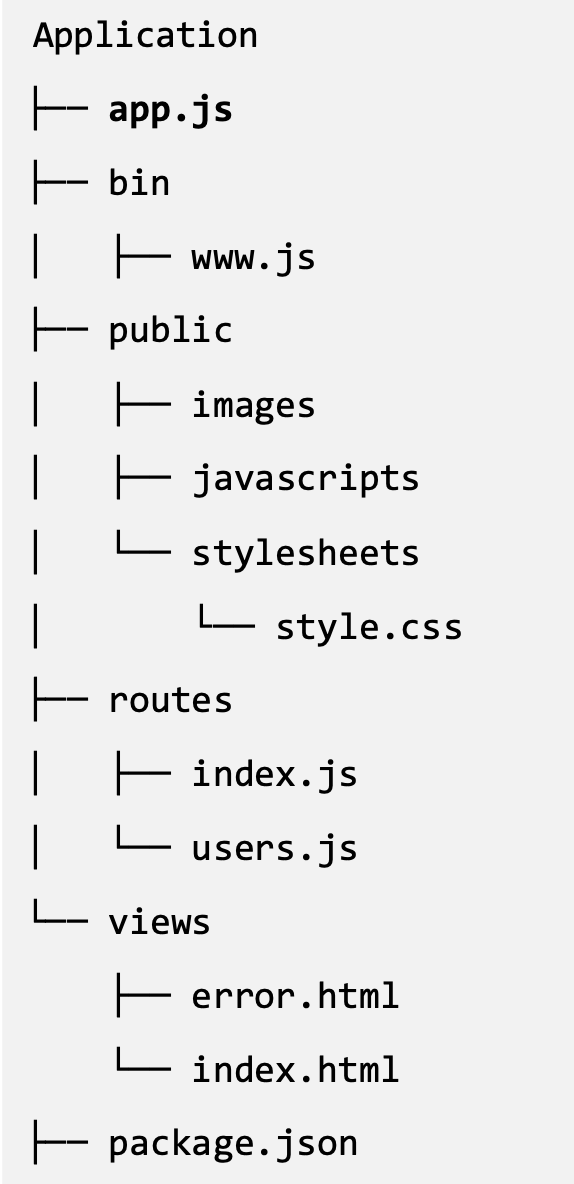 Application
├── app.js
├── bin
│   ├── www.js
├── public
│   ├── images
│   ├── javascripts
│   └── stylesheets
│       └── style.css
├── routes
│   ├── index.js
│   └── users.js
└── views
    ├── error.html
    └── index.html
├── package.json